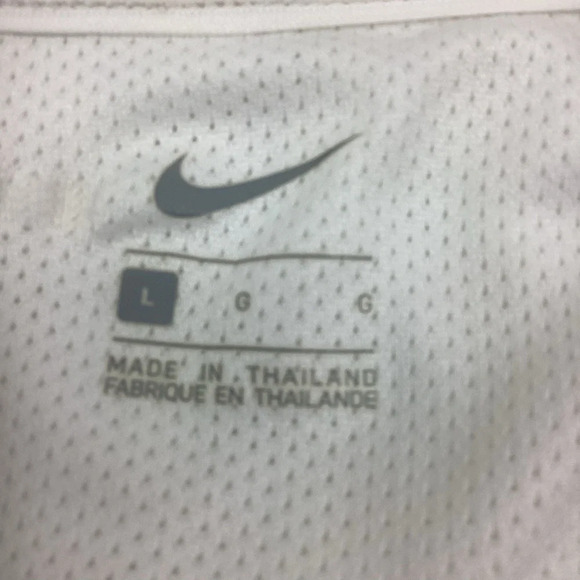 L G G
MADE IN THAILAND
FABRIQUE EN THAILANDE